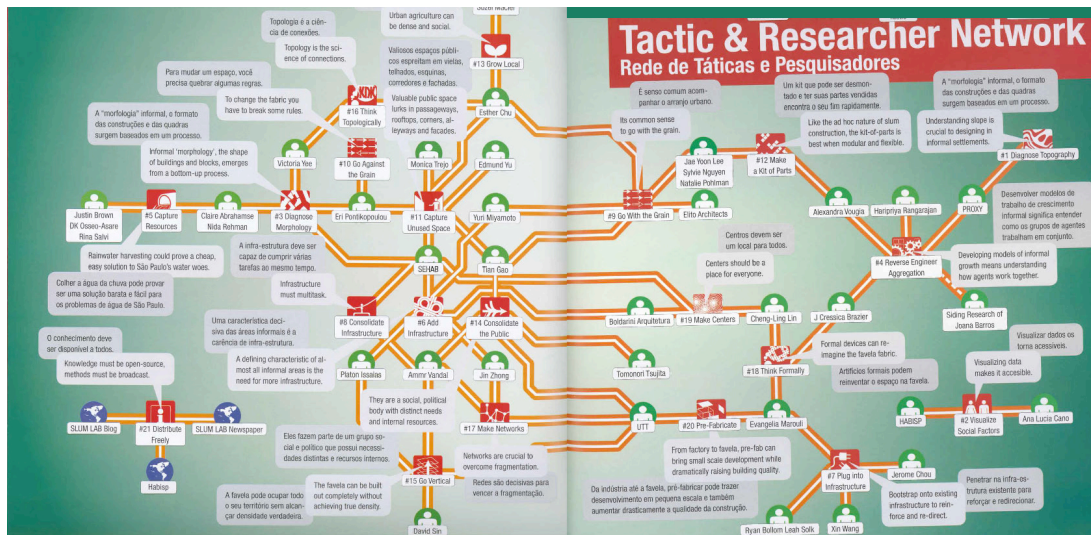 Suzel Maciel
Urban agriculture can
be dense and social.
#13 Grow Local
Topologia é a ciên-
cia de conexões.
Topology is the sci-
ence of connections.
Valiosos espaços públi-
cos espreitam em vielas,
telhados, esquinas,
corredores e fachadas.
Valuable public space
lurks in passageways,
rooftops, corners, al-
leyways and facades.
Para mudar um espaço, você
precisa quebrar algumas regras.
To change the fabric you
have to break some rules.
A "morfologia" informal, o formato
das construções e das quadras
surgem baseados em um processo.
Informal 'morphology', the shape
of buildings and blocks, emerges
from a bottom-up process.
#16 Think
Topologically
Esther Chu
Victoria Yee
#10 Go Against
the Grain
Monica Trejo
Edmund Yu
Justin Brown
DK Osseo-Asare
Rina Salvi
#5 Capture
Resources
Claire Abrahamse
Nida Rehman
#3 Diagnose
Morphology
Eri Pontikopoulou
#11 Capture
Unused Space
Yuri Miyamoto
Rainwater harvesting could prove a cheap,
easy solution to São Paulo's water woes.
Colher a água da chuva pode provar
ser uma solução barata e fácil para
os problemas de água de São Paulo.
A infra-estrutura deve ser
capaz de cumprir várias
tarefas ao mesmo tempo.
Infrastructure
must multitask.
SEHAB
Tian Gao
#8 Consolidate
Infrastructure
#6 Add
Infrastructure
#14 Consolidate
the Public
Uma característica deci-
siva das áreas informais é a
carência de infra-estrutura.
A defining characteristic of al-
most all informal areas is the
need for more infrastructure.
O conhecimento deve
ser disponível a todos.
Knowledge must be open-source,
methods must be broadcast.
Platon Issaias
Ammr Vandal
Jin Zhong
They are a social, political
body with distinct needs
and internal resources.
SLUM LAB Blog
#21 Distribute
Freely
SLUM LAB Newspaper
Habisp
#17 Make Networks
Eles fazem parte de um grupo so-
cial e político que possui necessi-
dades distintas e recursos internos.
Networks are crucial to
overcome fragmentation.
Redes são decisivas para
vencer a fragmentação.
#15 Go Vertical
The favela can be built
out completely without
achieving true density.
A favela pode ocupar todo
o seu território sem al-
cançar densidade verdadeira.
David Sin
Tactic & Researcher Network
Rede de Táticas e Pesquisadores
É senso comum acom-
panhar o arranjo urbano.
Its common sense
to go with the grain.
Um kit que pode ser desmon-
tado e ter suas partes vendidas
encontra o seu fim rapidamente.
Like the ad hoc nature of slum
construction, the kit-of-parts is
best when modular and flexible.
A "morfologia" informal, o formato
das construções e das quadras
surgem baseados em um processo.
Understanding slope is
crucial to designing in
informal settlements.
#1 Diagnose Topography
Jae Yoon Lee
Sylvie Nguyen
Natalie Pohlman
#12 Make
a Kit of Parts
#9 Go With the Grain
Elito Architects
Alexandra Vougia
Haripriya Rangarajan
PROXY
Desenvolver modelos de
trabalho de crescimento
informal significa entender
como os grupos de agentes
trabalham em conjunto.
Centros devem ser
um local para todos.
Centers should be a
place for everyone.
#4 Reverse Engineer
Aggregation
Developing models of informal
growth means understanding
how agents work together.
Boldarini Arquitetura
#19 Make Centers
Cheng-Ling Lin
J Cressica Brazier
Siding Research of
Joana Barros
Formal devices can re-
imagine the favela fabric.
Artifícios formais podem
reinventar o espaço na favela.
Visualizar dados os
torna acessíveis.
Visualizing data
makes it accesible.
Tomonori Tsujita
#18 Think Formally
UTT
#20 Pre-Fabricate
Evangelia Marouli
HABISP
#2 Visualize
Social Factors
Ana Lucia Cano
From factory to favela, pre-fab can
bring small scale development while
dramatically raising building quality.
Da indústria até a favela, pré-fabricar pode trazer
desenvolvimento em pequena escala e também
aumentar drasticamente a qualidade da construção.
#7 Plug into
Infrastructure
Jerome Chou
Bootstrap onto existing
infrastructure to rein-
force and re-direct.
Penetrar na infra-es-
trutura existente para
reforçar e redirecionar.
Ryan Bollom Leah Solk
Xin Wang